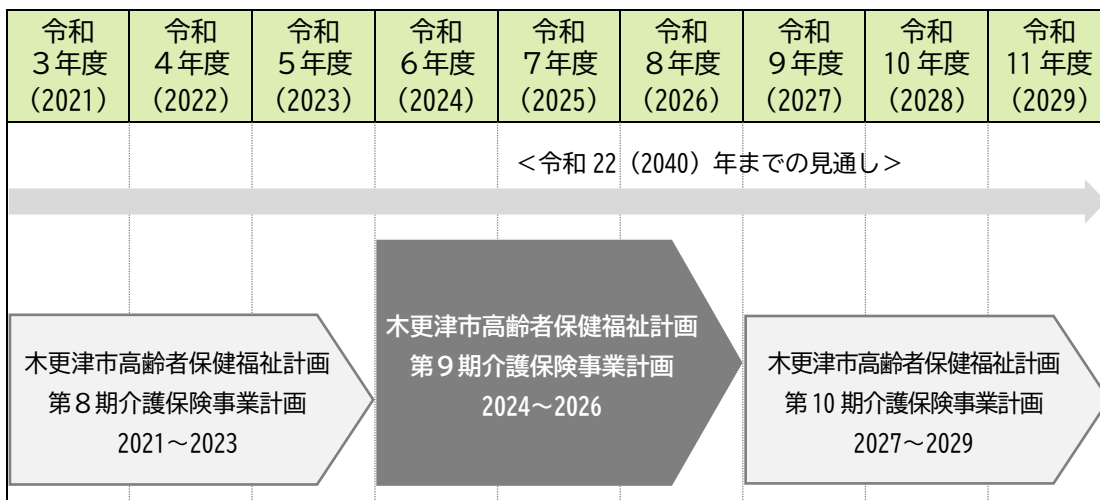 令和
３年度
（2021）
令和
４年度
（2022）
令和
５年度
（2023）
令和
６年度
（2024）
令和
７年度
（2025）
令和
８年度
（2026）
令和
９年度
（2027）
令和
10 年度
（2028）
令和
11 年度
（2029）
＜令和 22（2040）年までの見通し＞
木更津市高齢者保健福祉計画
第８期介護保険事業計画
2021～2023
木更津市高齢者保健福祉計画
第９期介護保険事業計画
2024～2026
木更津市高齢者保健福祉計画
第 10 期介護保険事業計画
2027～2029